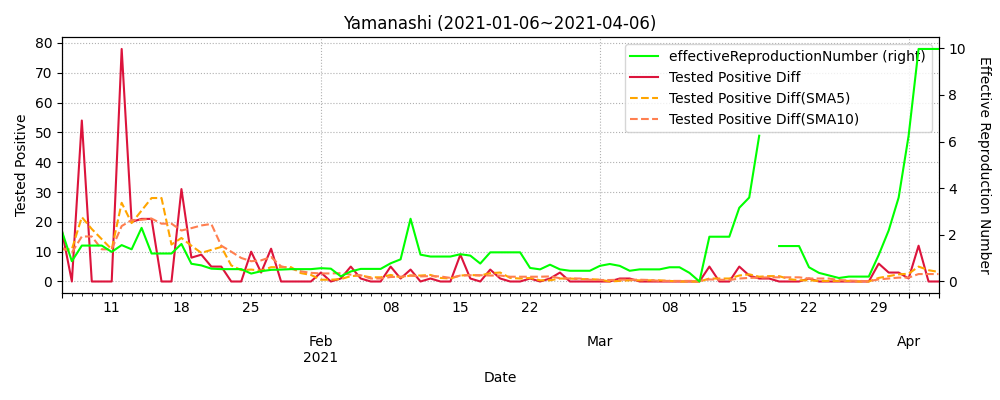 Yamanashi (2021-01-06~2021-04-06)
80
70
60
50
40
30
20
10
0
Tested Positive
10
8
6
4
2
0
Effective Reproduction Number
effectiveReproductionNumber (right)
Tested Positive Diff
Tested Positive Diff(SMA5)
Tested Positive Diff(SMA10)
11 18 25 08 15 22 08 15 22 29
Feb Mar Apr
2021
Date